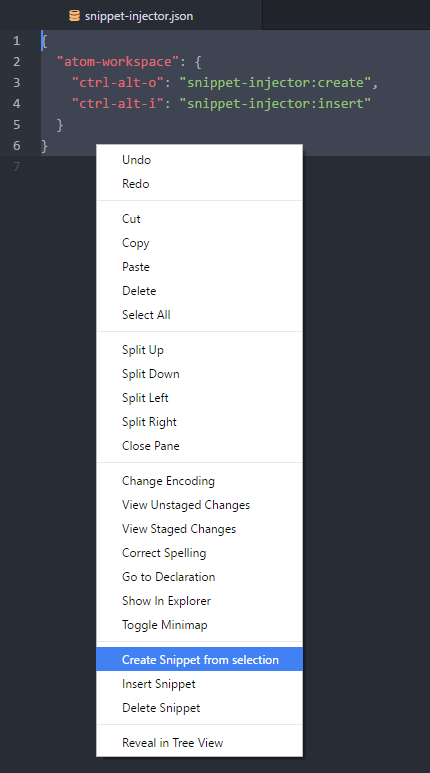 snippet-injector.json
1 {
2 "atom-workspace": {
3 "ctrl-alt-o": "snippet-injector:create",
4 "ctrl-alt-i": "snippet-injector:insert"
5 }
6 }
7
Undo
Redo
Cut
Copy
Paste
Delete
Select All
Split Up
Split Down
Split Left
Split Right
Close Pane
Change Encoding
View Unstaged Changes
View Staged Changes
Correct Spelling
Go to Declaration
Show In Explorer
Toggle Minimap
Create Snippet from selection
Insert Snippet
Delete Snippet
Reveal in Tree View